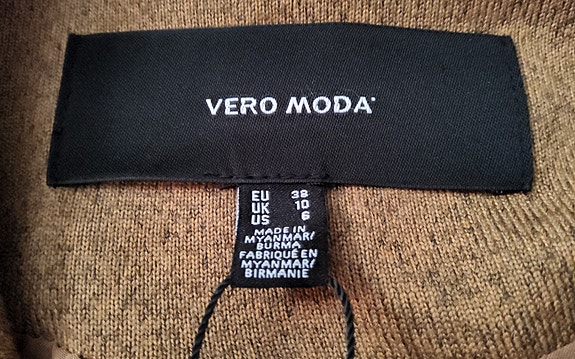 VERO MODA
EU 38
UK 10
US 6
MADE IN
MYANMAR/
BURMA
FABRIQUÉ EN
MYANMAR/
BIRMANIE